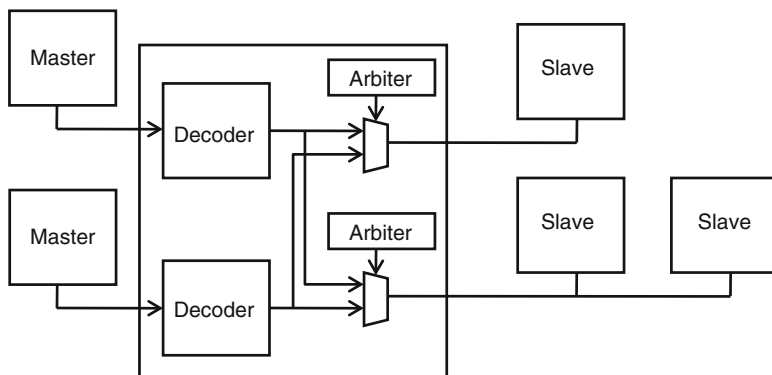 Master
Decoder
Arbiter
Slave
Master
Decoder
Arbiter
Slave
Slave